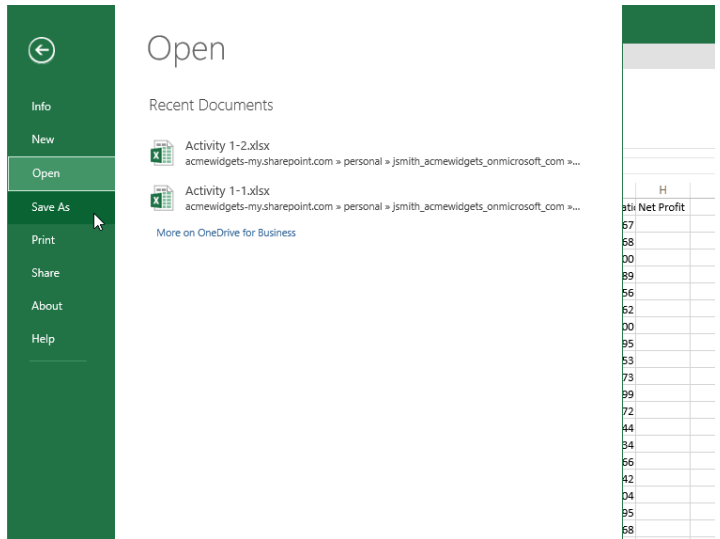 Open
Info
New
Open
Save As
Print
Share
About
Help
Recent Documents
Activity 1-2.xlsx
acmewidgets-my.sharepoint.com » personal » jsmith_acmewidgets_onmicrosoft_com »...
Activity 1-1.xlsx
acmewidgets-my.sharepoint.com » personal » jsmith_acmewidgets_onmicrosoft_com »...
More on OneDrive for Business
H
Net Profit
67
68
00
89
56
62
00
95
53
73
99
72
44
34
66
42
04
95
68